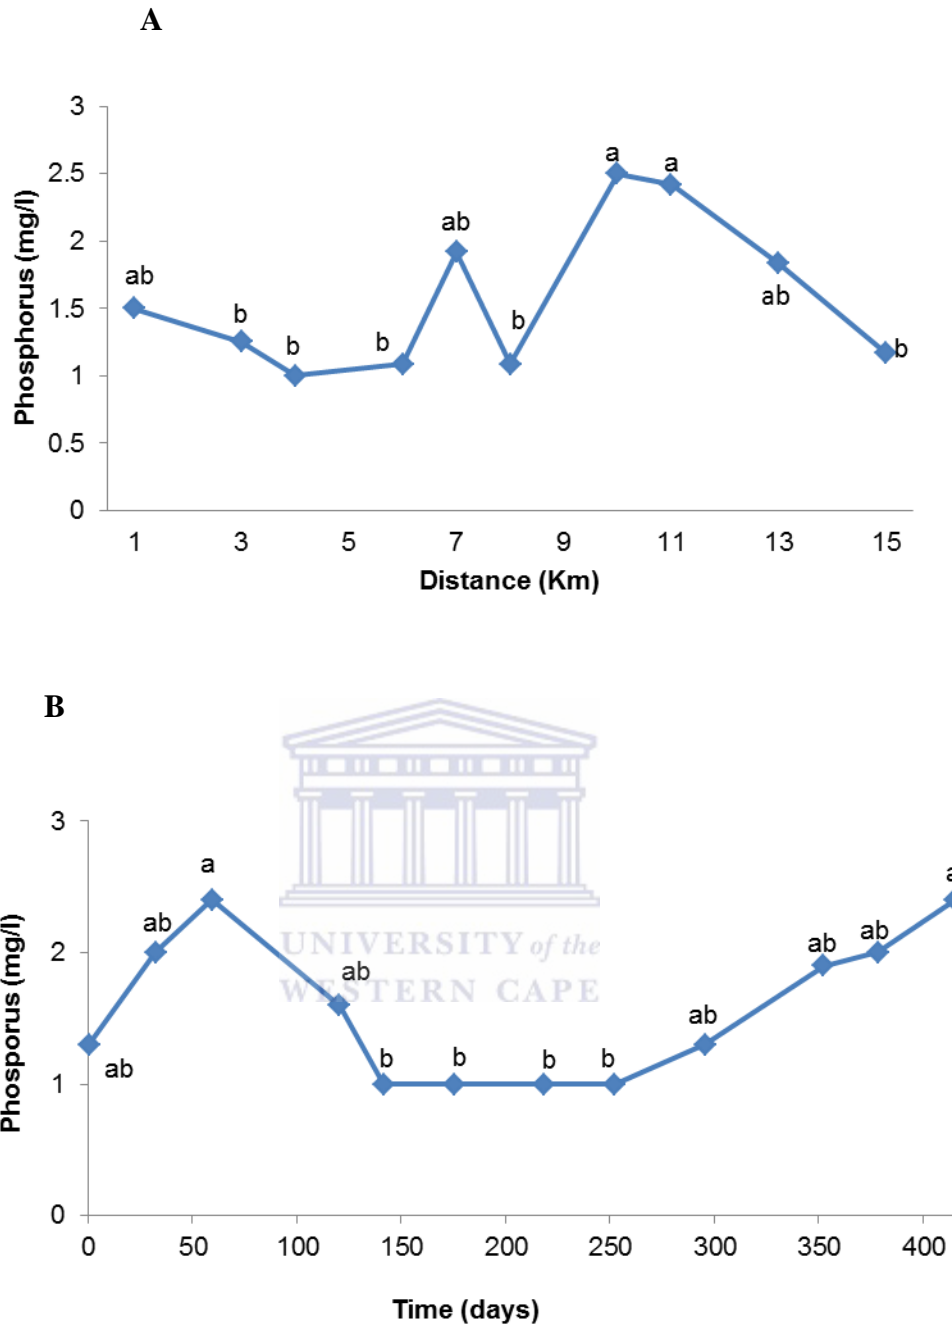 A
3
2.5
2
1.5
1
0.5
0
Phosphorus (mg/l)
ab
b
b
b
ab
b
a
a
ab
b
1 3 5 7 9 11 13 15
Distance (Km)
B
3
2
1
0
Phosporus (mg/l)
ab
ab
a
ab
b
b
b
b
ab
ab
ab
a
UNIVERSITY of the
WESTERN CAPE
0 50 100 150 200 250 300 350 400
Time (days)